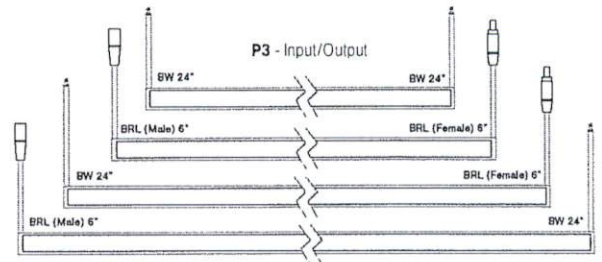 P3 - Input/Output
BW 24" BW 24"
BRL (Male) 6" BRL (Female) 6"
BW 24" BRL (Female) 6"
BRL (Male) 6" BW 24"